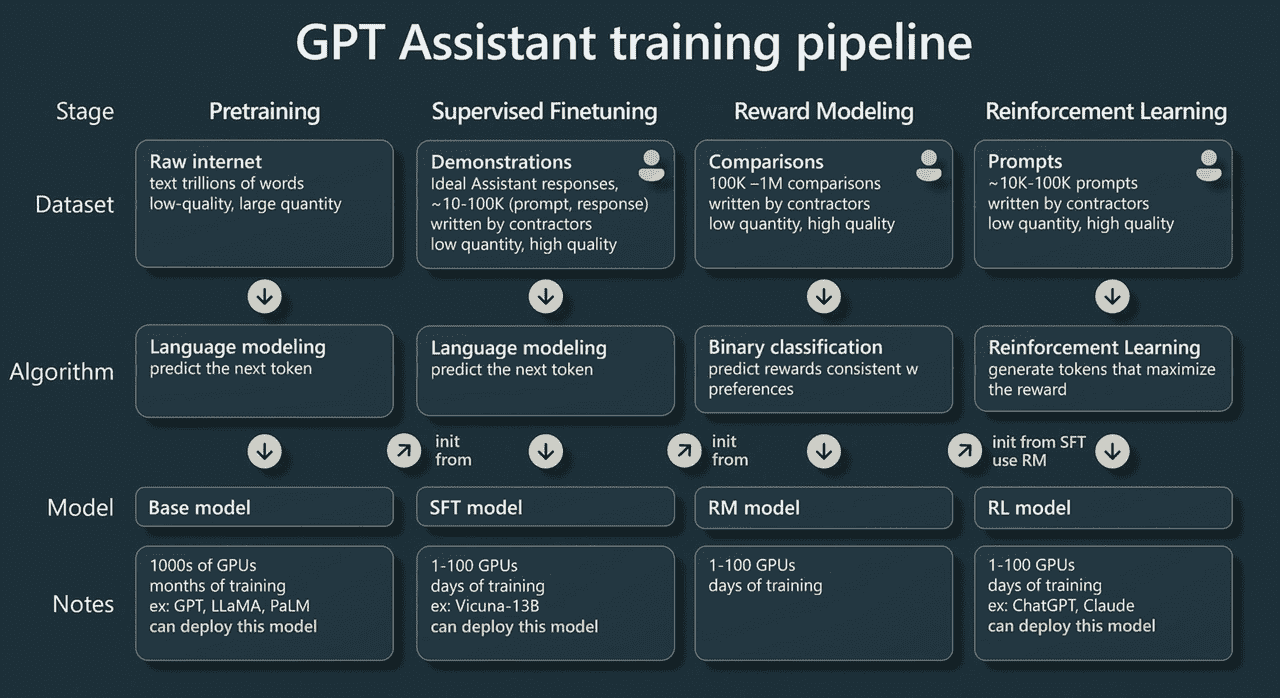 GPT Assistant training pipeline
Stage
Pretraining
Supervised Finetuning
Reward Modeling
Reinforcement Learning
Dataset
Raw internet
text trillions of words
low-quality, large quantity
Demonstrations
Ideal Assistant responses,
~10-100K (prompt, response)
written by contractors
low quantity, high quality
Comparisons
100K –1M comparisons
written by contractors
low quantity, high quality
Prompts
~10K-100K prompts
written by contractors
low quantity, high quality
Algorithm
Language modeling
predict the next token
Language modeling
predict the next token
Binary classification
predict rewards consistent w
preferences
Reinforcement Learning
generate tokens that maximize
the reward
init
from
init
from
init from SFT
use RM
Model
Base model
SFT model
RM model
RL model
Notes
1000s of GPUs
months of training
ex: GPT, LLaMA, PaLM
can deploy this model
1-100 GPUs
days of training
ex: Vicuna-13B
can deploy this model
1-100 GPUs
days of training
1-100 GPUs
days of training
ex: ChatGPT, Claude
can deploy this model